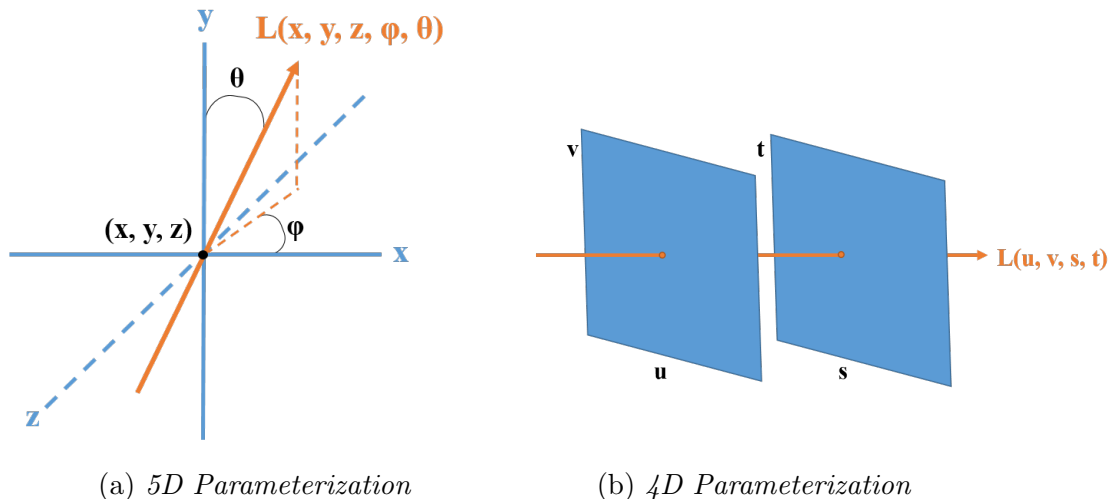 y
L(x, y, z, φ, θ)
θ
(x, y, z)
φ
x
z
v
t
L(u, v, s, t)
u
s
(a) 5D Parameterization
(b) 4D Parameterization